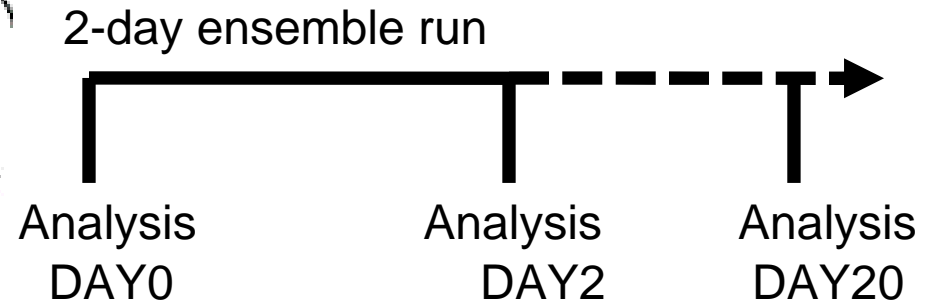 2-day ensemble run
Analysis Analysis Analysis
DAY0 DAY2 DAY20